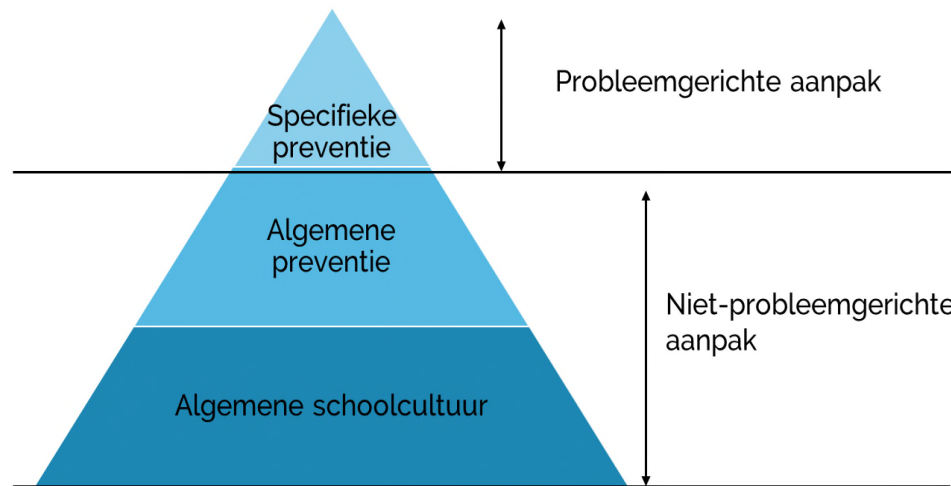 Probleemgerichte aanpak
Specifieke
preventie
Algemene
preventie
Niet-probleemgerichte
aanpak
Algemene schoolcultuur